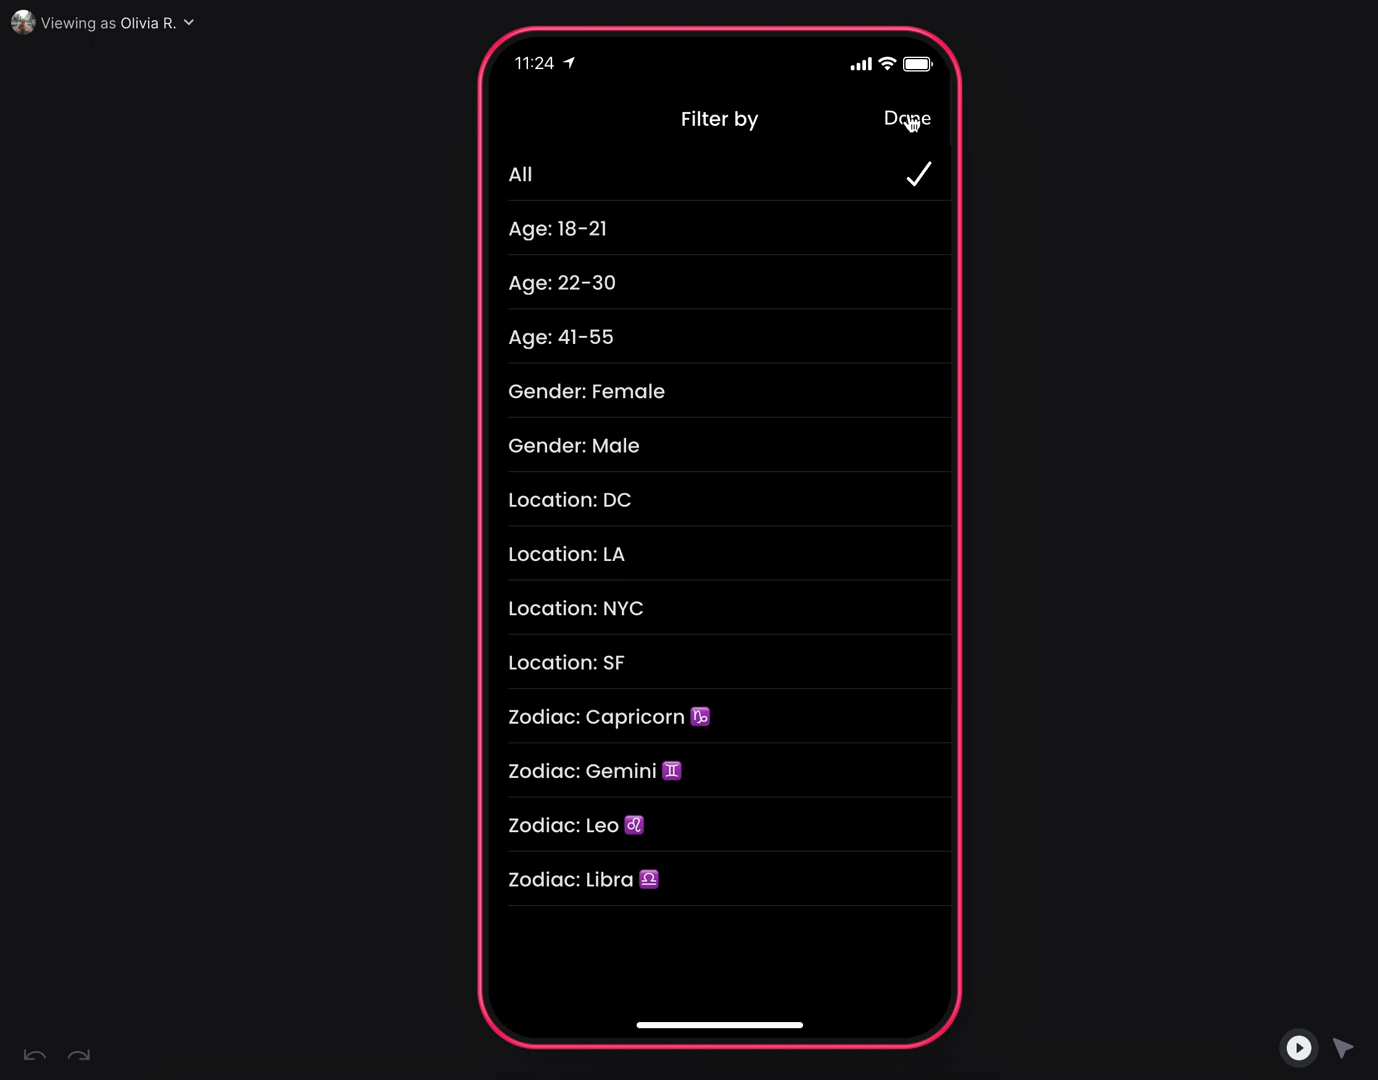 Viewing as Olivia R.
11:24
Filter by
Done
All
Age: 18-21
Age: 22-30
Age: 41-55
Gender: Female
Gender: Male
Location: DC
Location: LA
Location: NYC
Location: SF
Zodiac: Capricorn ♑
Zodiac: Gemini ♊
Zodiac: Leo ♌
Zodiac: Libra ♎